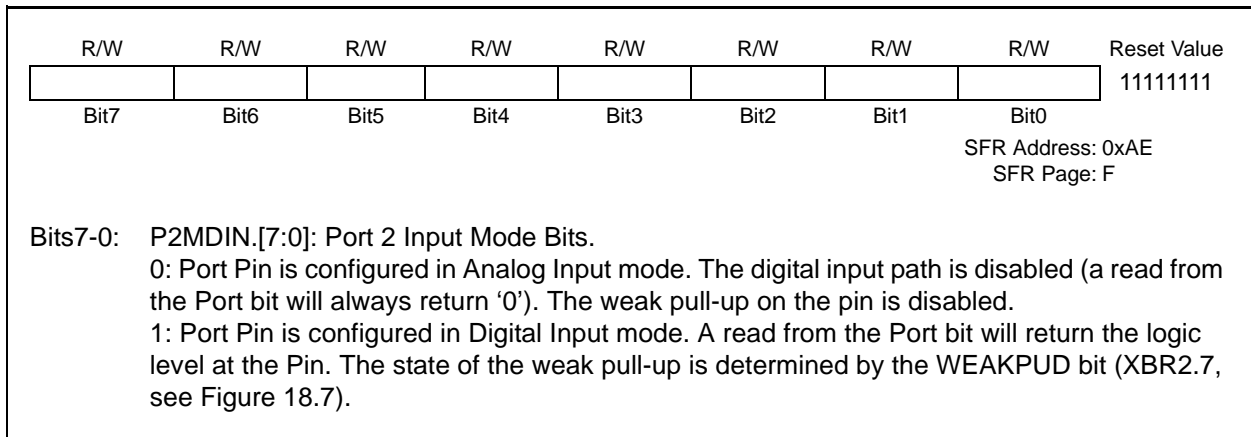 R/W R/W R/W R/W R/W R/W R/W R/W Reset Value
11111111
Bit7 Bit6 Bit5 Bit4 Bit3 Bit2 Bit1 Bit0
SFR Address: 0xAE
SFR Page: F
Bits7-0: P2MDIN.[7:0]: Port 2 Input Mode Bits.
0: Port Pin is configured in Analog Input mode. The digital input path is disabled (a read from
the Port bit will always return ‘0’). The weak pull-up on the pin is disabled.
1: Port Pin is configured in Digital Input mode. A read from the Port bit will return the logic
level at the Pin. The state of the weak pull-up is determined by the WEAKPUD bit (XBR2.7,
see Figure 18.7).